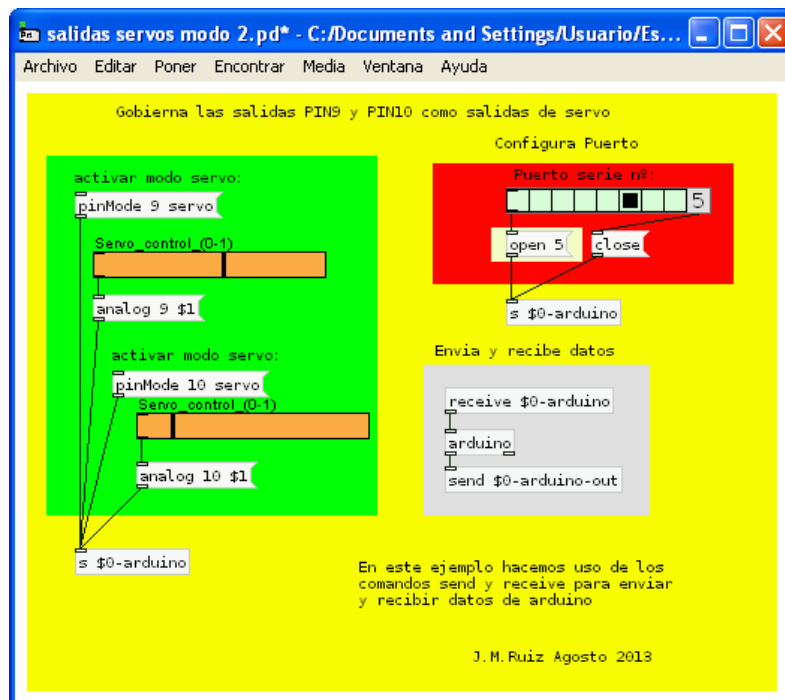 salidas servos modo 2.pd* - C:/Documents and Settings/Usuario/Es...
Archivo Editar Poner Encontrar Media Ventana Ayuda
Gobierna las salidas PIN9 y PIN10 como salidas de servo
activar modo servo:
pinMode 9 servo
Servo_control_(0-1)
analog 9 $1
activar modo servo:
pinMode 10 servo
Servo_control_(0-1)
analog 10 $1
s $0-arduino
Configura Puerto
Puerto serie nº:
5
open 5
close
s $0-arduino
Envia y recibe datos
receive $0-arduino
arduino
send $0-arduino-out
En este ejemplo hacemos uso de los
comandos send y receive para enviar
y recibir datos de arduino
J.M.Ruiz Agosto 2013